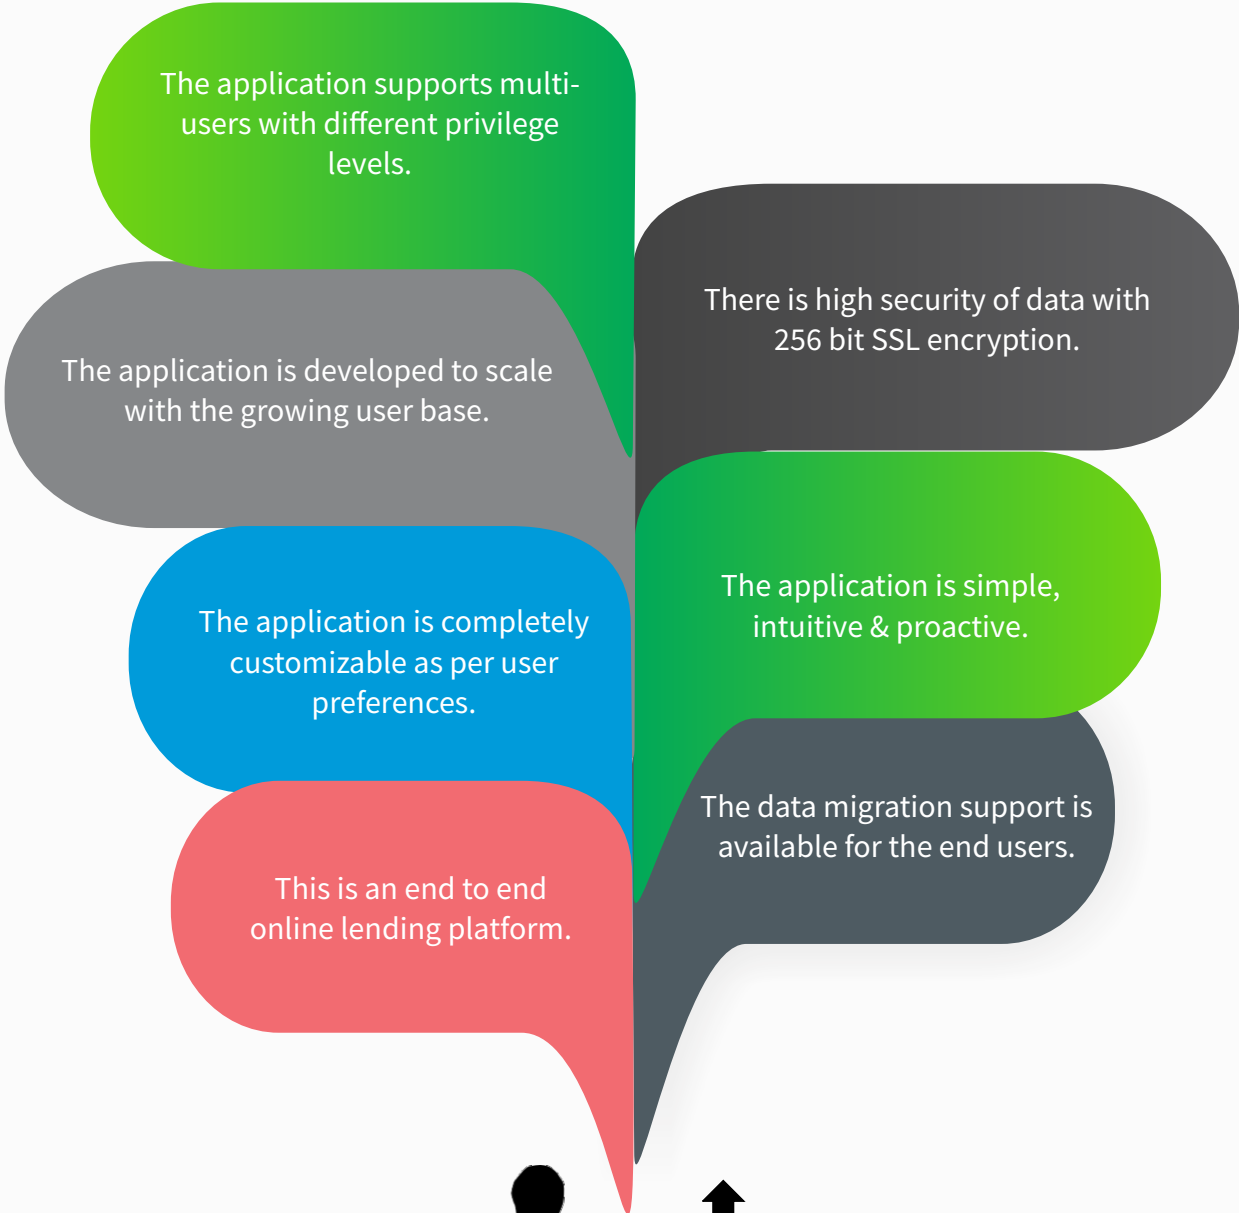 The application supports multi-
users with different privilege
levels.
There is high security of data with
256 bit SSL encryption.
The application is developed to scale
with the growing user base.
The application is simple,
intuitive & proactive.
The application is completely
customizable as per user
preferences.
The data migration support is
available for the end users.
This is an end to end
online lending platform.